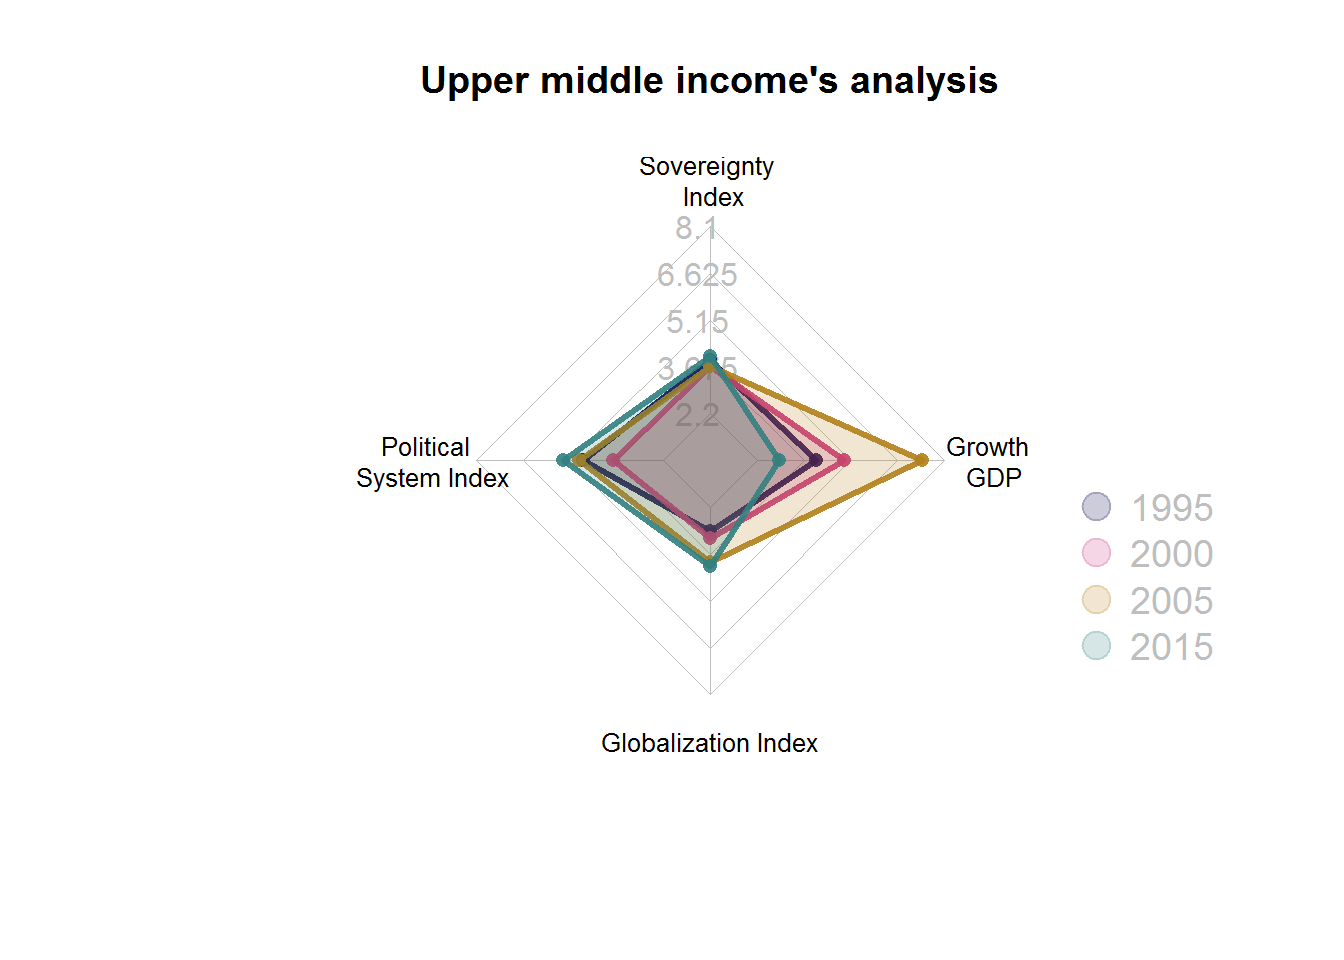 Upper middle income's analysis
Sovereignty
Index
8.1
6.625
5.15
3.675
2.2
Political
System Index
Growth
GDP
Globalization Index
1995
2000
2005
2015